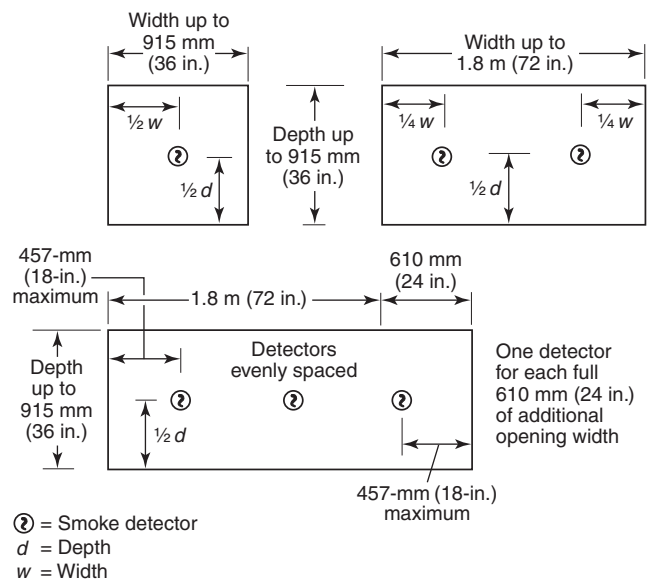 Width up to
915 mm
(36 in.)
Width up to
1.8 m (72 in.)
½ w
½ d
Depth up
to 915 mm
(36 in.)
¼ w
¼ w
½ d
457-mm
(18-in.)
maximum
1.8 m (72 in.)
610 mm
(24 in.)
Depth
up to
915 mm
(36 in.)
Detectors
evenly spaced
½ d
One detector
for each full
610 mm (24 in.)
of additional
opening width
457-mm (18-in.)
maximum
= Smoke detector
d = Depth
w = Width